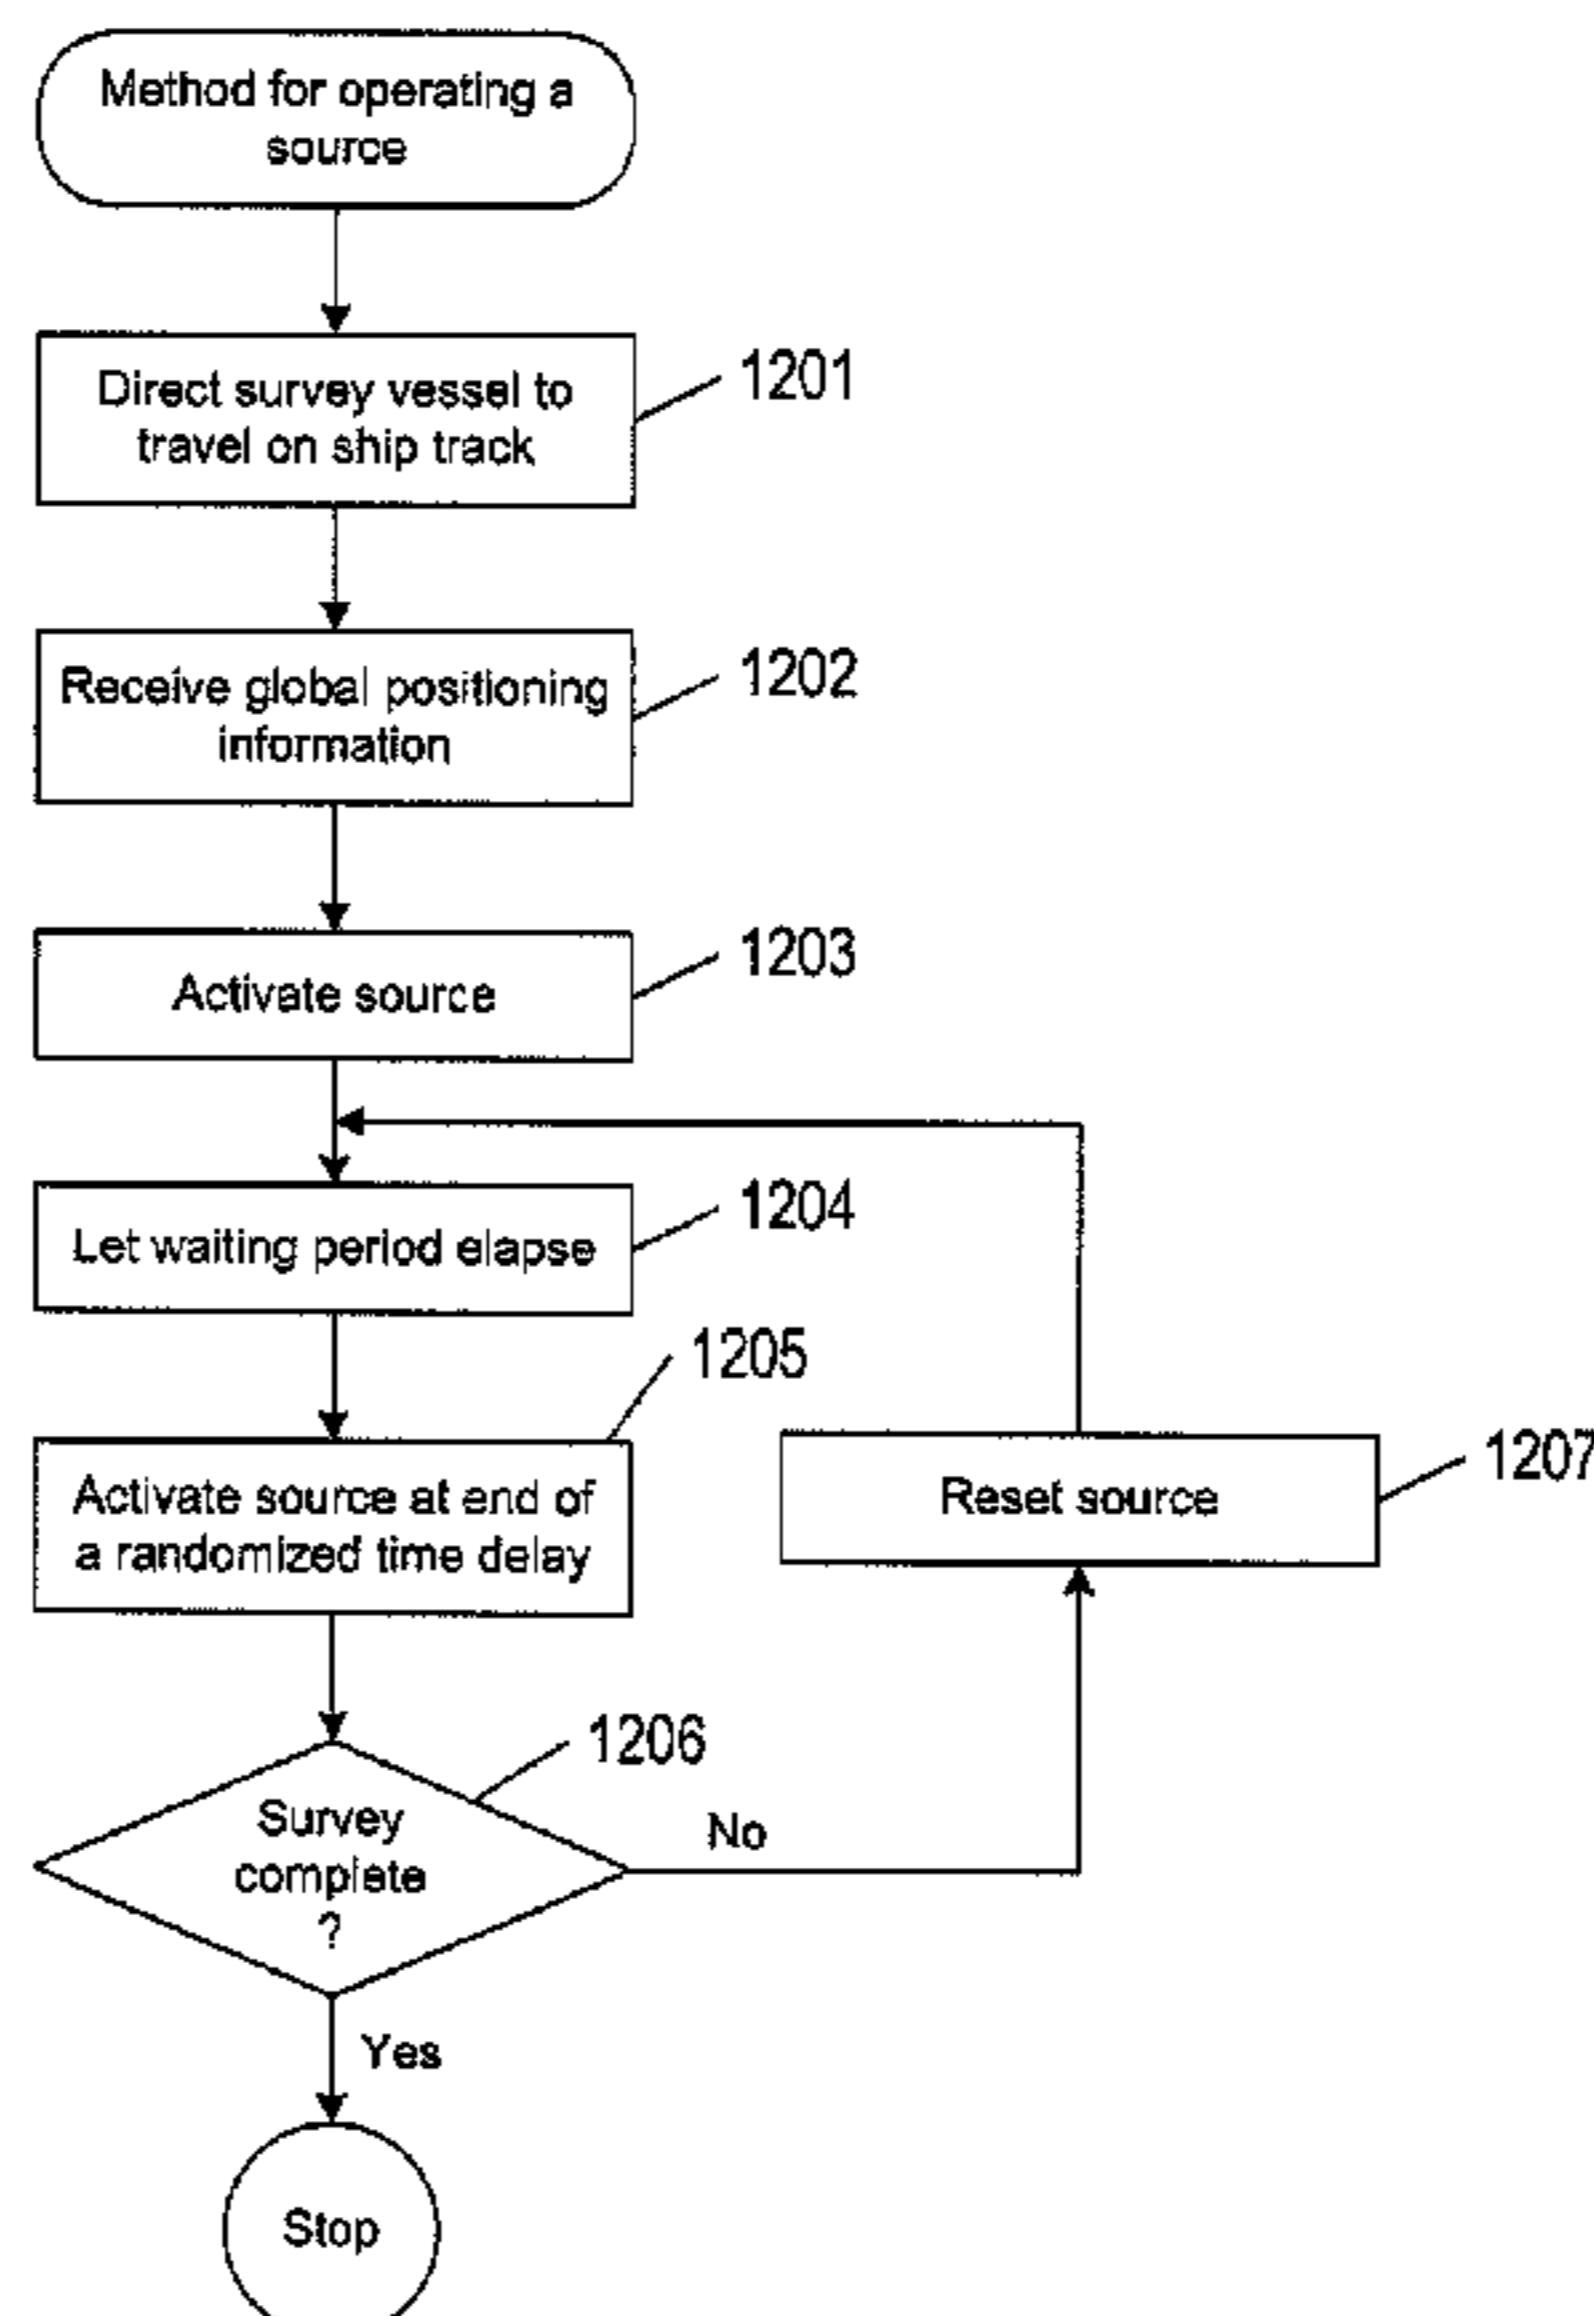 Method for operating a
source
Direct survey vessel to
travel on ship track
1201
Receive global positioning
information
1202
Activate source
1203
Let waiting period elapse
1204
Activate source at end of
a randomized time delay
1205
Reset source
1207
Survey
complete
?
1206
No
Yes
Stop